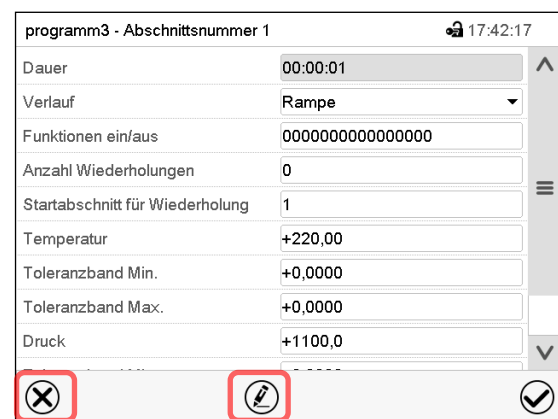 programm3 - Abschnittsnummer 1 17:42:17
Dauer 00:00:01
Verlauf Rampe
Funktionen ein/aus 0000000000000000
Anzahl Wiederholungen 0
Startabschnitt für Wiederholung 1
Temperatur +220,00
Toleranzband Min. +0,0000
Toleranzband Max. +0,0000
Druck +1100,0